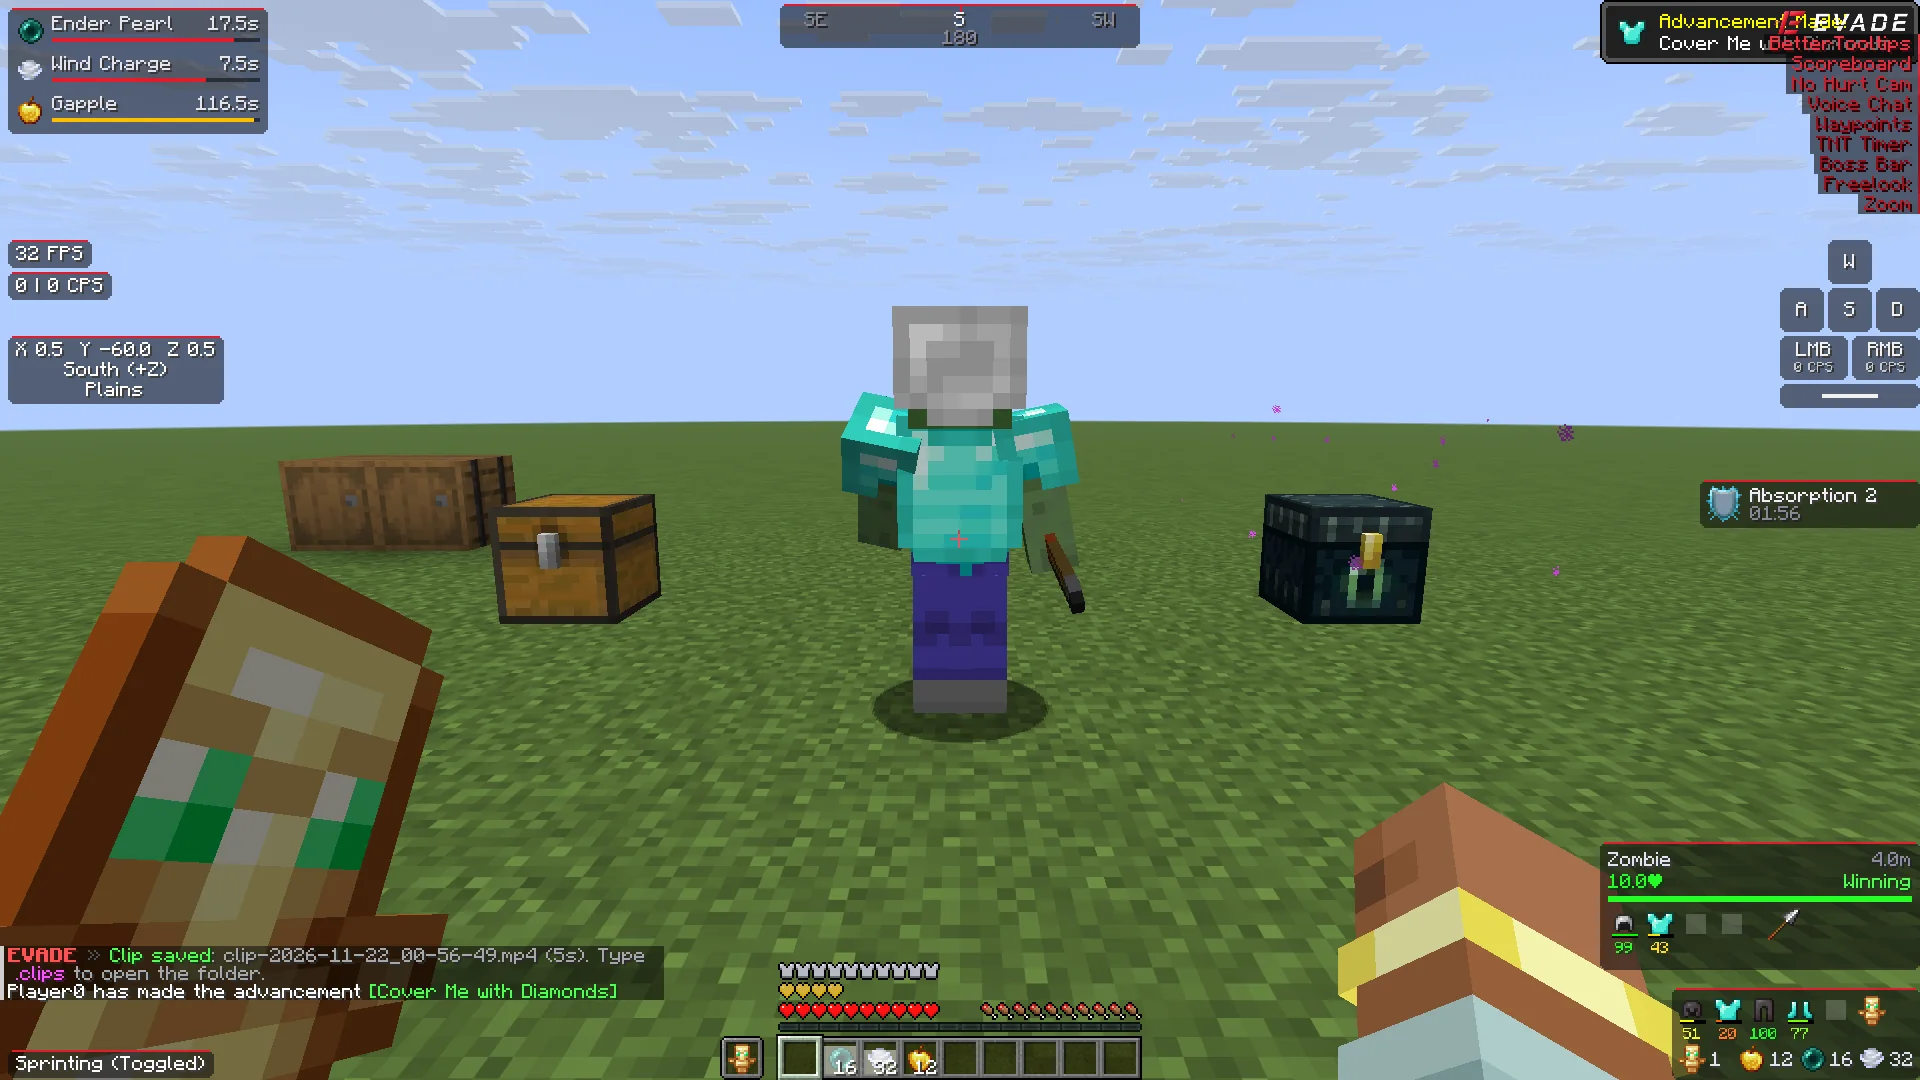 Ender Pearl 17.5s
Wind Charge 7.5s
Gapple 116.5s
SE S SW
180
Advancement Made!
Cover Me
EVADE
BetterTooltips
Scoreboard
No Hurt Cam
Voice Chat
Waypoints
TNT Timer
Boss Bar
Freelook
Zoom
32 FPS
0 | 0 CPS
X 0.5 Y -60.0 Z 0.5
South (+Z)
Plains
W
A S D
LMB RMB
0 CPS 0 CPS
Absorption 2
01:56
Zombie 4.0m
10.0♥ Winning
99 43
EVADE » Clip saved: clip-2026-11-22_00-56-49.mp4 (5s). Type
.clips to open the folder.
Player0 has made the advancement [Cover Me with Diamonds]
Sprinting (Toggled)
16 32 12
51 20 100 77
1 12 16 32